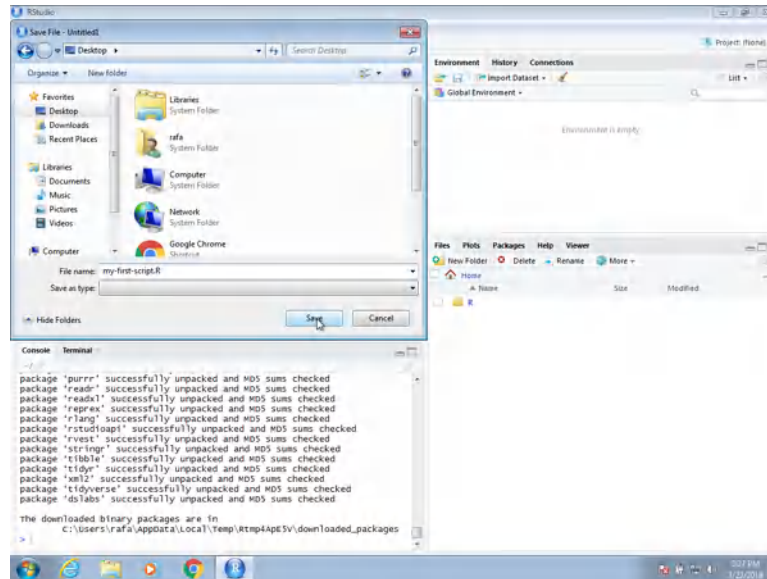 RStudio
Save File - Untitled1
Desktop
Search Desktop
Organize
New folder
Favorites
Desktop
Downloads
Recent Places
Libraries
Documents
Music
Pictures
Videos
Computer
Libraries
System Folder
rafa
System Folder
Computer
System Folder
Network
System Folder
Google Chrome
Shortcut
File name: my-first-script.R
Save as type:
Hide Folders
Save
Cancel
Project: (None)
Environment History Connections
Import Dataset
List
Global Environment
Environment is empty
Files Plots Packages Help Viewer
New Folder Delete Rename More
Home
Name Size Modified
R
Console Terminal
~/
package 'purrr' successfully unpacked and MD5 sums checked
package 'readr' successfully unpacked and MD5 sums checked
package 'readxl' successfully unpacked and MD5 sums checked
package 'reprex' successfully unpacked and MD5 sums checked
package 'rlang' successfully unpacked and MD5 sums checked
package 'rstudioapi' successfully unpacked and MD5 sums checked
package 'rvest' successfully unpacked and MD5 sums checked
package 'stringr' successfully unpacked and MD5 sums checked
package 'tibble' successfully unpacked and MD5 sums checked
package 'tidyr' successfully unpacked and MD5 sums checked
package 'xml2' successfully unpacked and MD5 sums checked
package 'tidyverse' successfully unpacked and MD5 sums checked
package 'dslabs' successfully unpacked and MD5 sums checked
The downloaded binary packages are in
C:\Users\rafa\AppData\Local\Temp\Rtmp4ApE5V\downloaded_packages
>